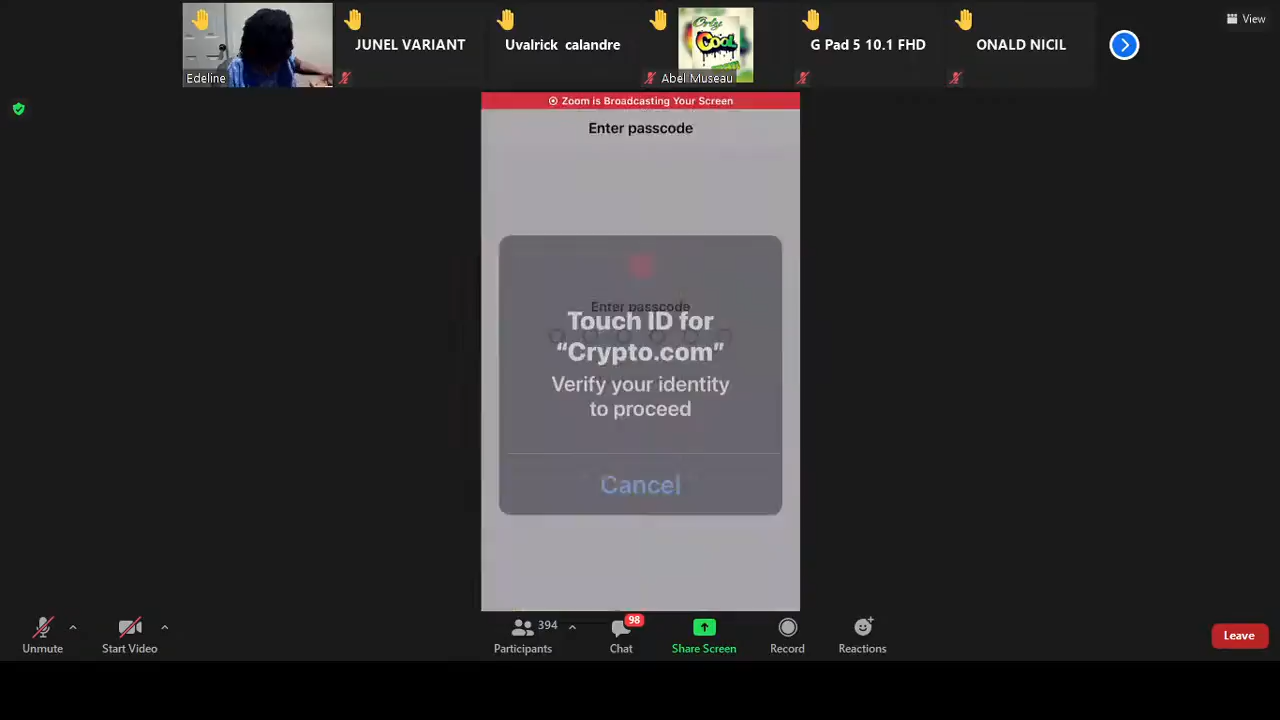 View
JUNEL VARIANT
Uvalrick calandre
G Pad 5 10.1 FHD
ONALD NICIL
Edeline
Abel Museau
Only
COOL
Zoom is Broadcasting Your Screen
Enter passcode
Enter passcode
Touch ID for
“Crypto.com”
Verify your identity
to proceed
Cancel
394
98
Unmute
Start Video
Participants
Chat
Share Screen
Record
Reactions
Leave